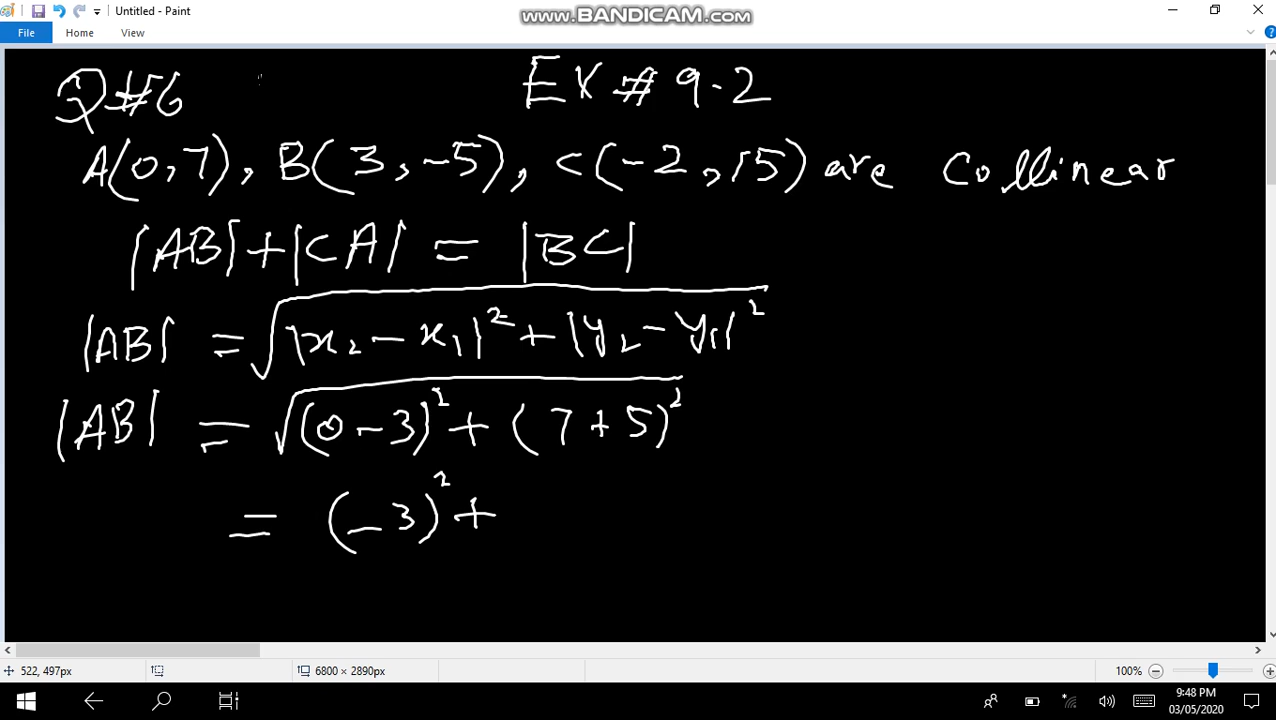 Untitled - Paint
www.BANDICAM.com
File Home View
Q#6 EX # 9.2
A(0,7), B(3,-5), C(-2,15) are Collinear
|AB|+|CA| = |BC|
|AB| = √|x₂ - x₁|² + |y₂ - y₁|²
|AB| = √(0-3)² + (7+5)²
= (-3)² +
522, 497px 6800 × 2890px 100%
9:48 PM
03/05/2020